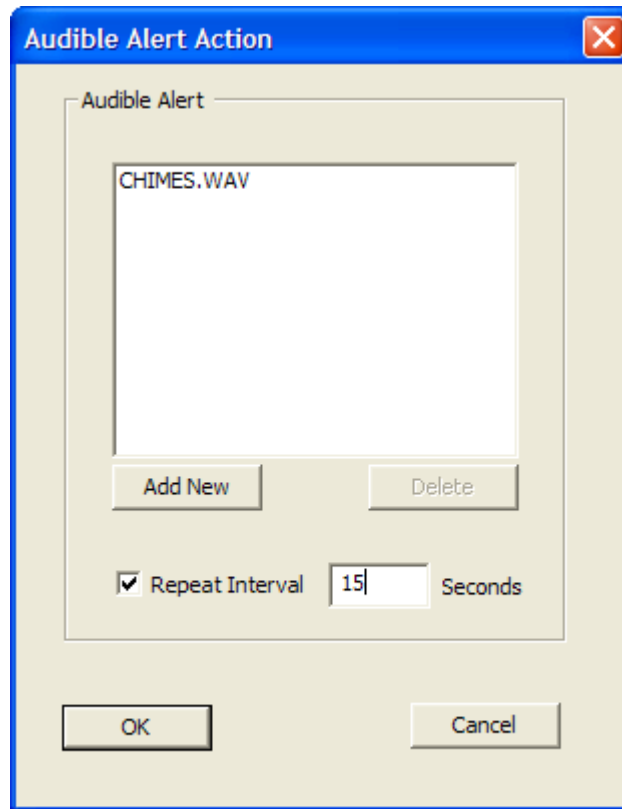 Audible Alert Action
Audible Alert
CHIMES.WAV
Add New Delete
Repeat Interval 15 Seconds
OK Cancel